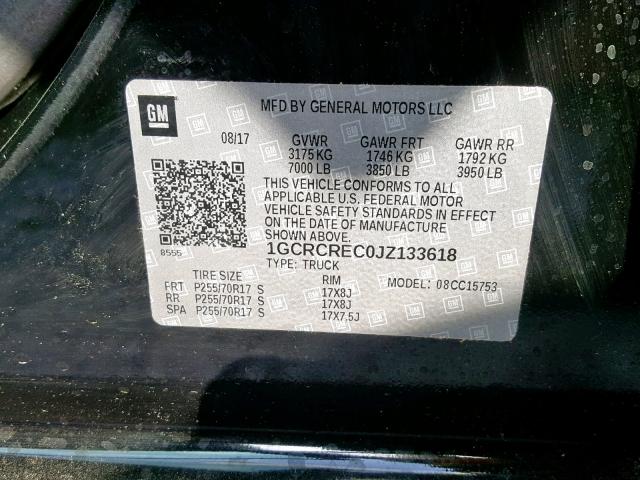 GM
MFD BY GENERAL MOTORS LLC
08/17 GVWR GAWR FRT GAWR RR
3175 KG 1746 KG 1792 KG
7000 LB 3850 LB 3950 LB
THIS VEHICLE CONFORMS TO ALL
APPLICABLE U.S. FEDERAL MOTOR
VEHICLE SAFETY STANDARDS IN EFFECT
ON THE DATE OF MANUFACTURE
SHOWN ABOVE.
8555
1GCRCREC0JZ133618
TYPE: TRUCK
TIRE SIZE RIM MODEL: 08CC15753
FRT P255/70R17 S 17X8J
RR P255/70R17 S 17X8J
SPA P255/70R17 S 17X7.5J